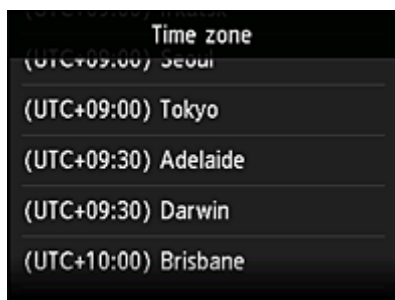 Time zone
(UTC+09:00) Seoul
(UTC+09:00) Tokyo
(UTC+09:30) Adelaide
(UTC+09:30) Darwin
(UTC+10:00) Brisbane